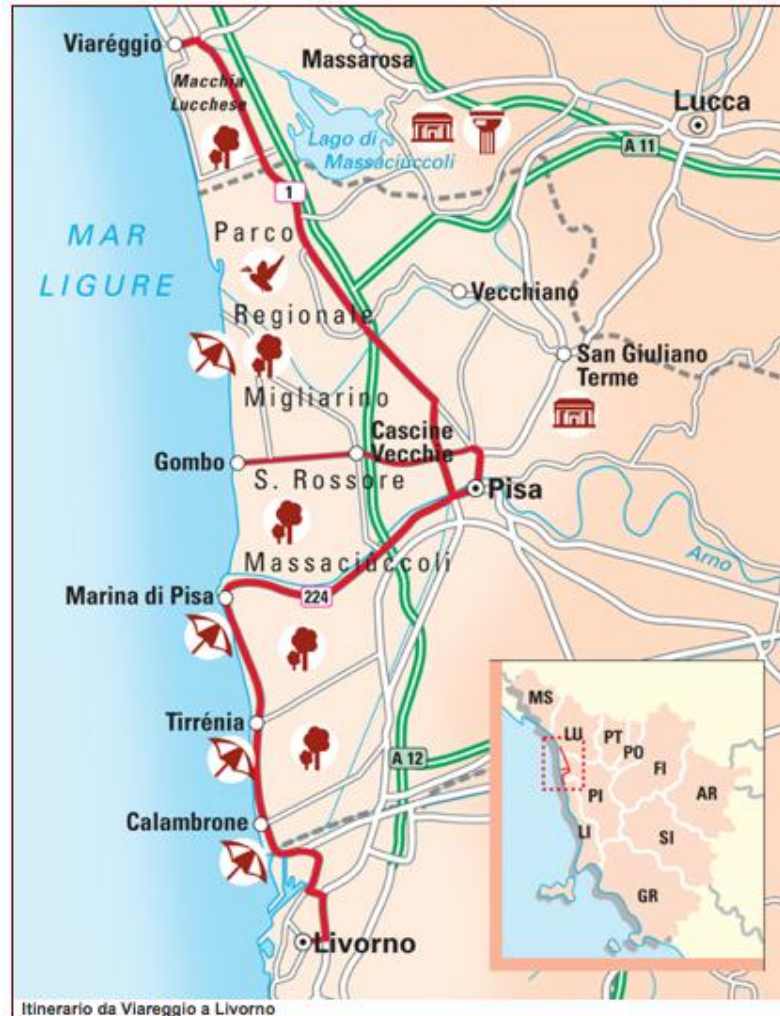 Viaréggio
Massarosa
Macchia
Lucchese
Lago di
Massaciùccoli
Lucca
A 11
1
MAR
LIGURE
Parco
Regionale
Vecchiano
San Giuliano
Terme
Migliarino
Cascine
Vecchie
Gombo
S. Rossore
Pisa
Massaciùccoli
Arno
Marina di Pisa
224
Tirrénia
A 12
Calambrone
Livorno
MS
LU
PT
PO
FI
PI
AR
LI
SI
GR
Itinerario da Viareggio a Livorno